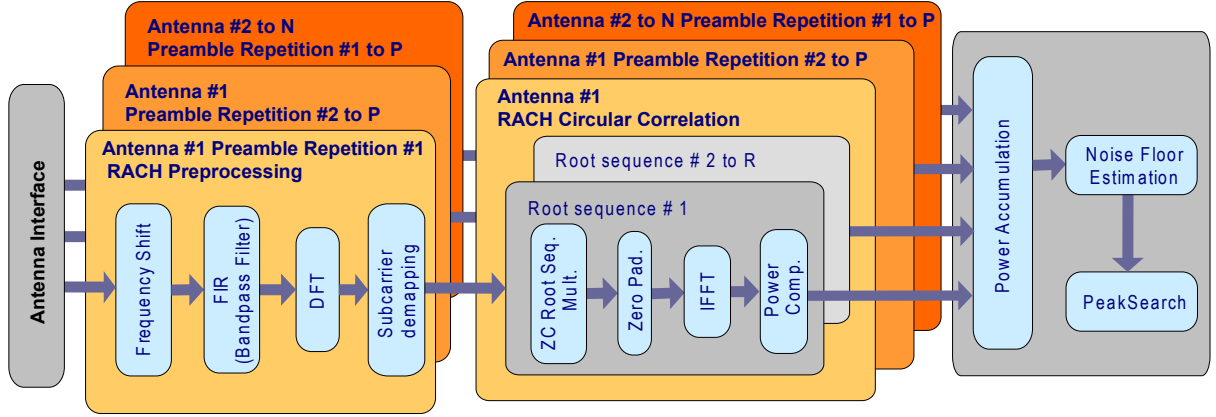 Antenna Interface
Antenna #2 to N
Preamble Repetition #1 to P
Antenna #1
Preamble Repetition #2 to P
Antenna #1 Preamble Repetition #1
RACH Preprocessing
Frequency Shift
FIR
(Bandpass Filter)
DFT
Subcarrier
demapping
Antenna #2 to N Preamble Repetition #1 to P
Antenna #1 Preamble Repetition #2 to P
Antenna #1
RACH Circular Correlation
Root sequence # 2 to R
Root sequence # 1
ZC Root Seq.
Mult.
Zero Pad.
IFFT
Power
Comp.
Power Accumulation
Noise Floor
Estimation
PeakSearch